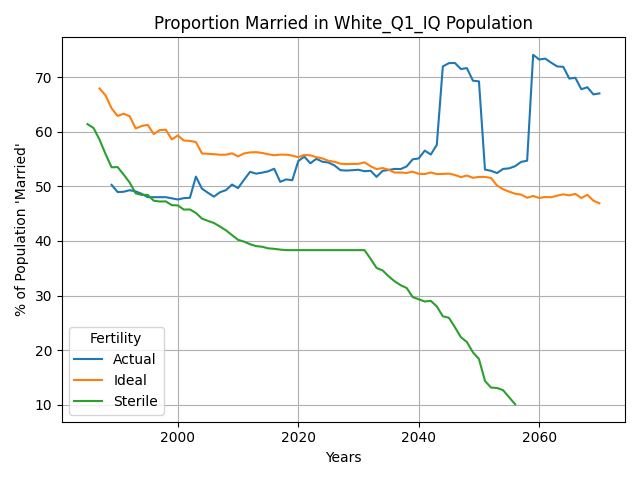 Proportion Married in White_Q1_IQ Population
% of Population 'Married'
70
60
50
40
30
20
10
Fertility
Actual
Ideal
Sterile
2000
2020
2040
2060
Years